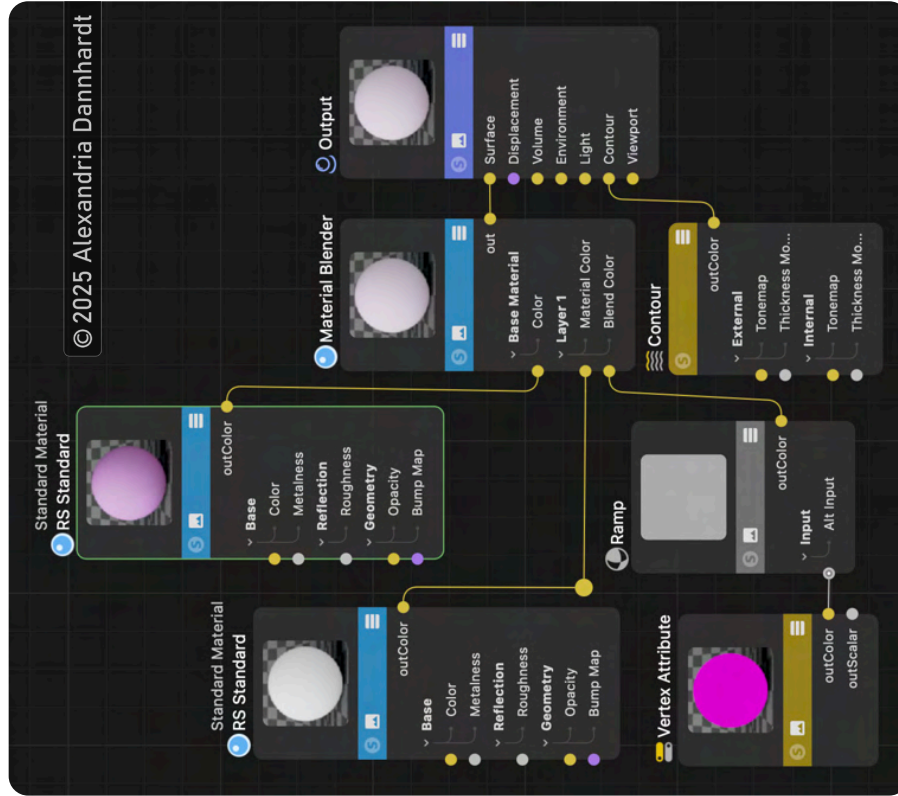 © 2025 Alexandria Dannhardt
Standard Material
RS Standard
outColor
Base
Color
Metalness
Reflection
Roughness
Geometry
Opacity
Bump Map
Standard Material
RS Standard
outColor
Base
Color
Metalness
Reflection
Roughness
Geometry
Opacity
Bump Map
Material Blender
out
Base Material
Color
Layer 1
Material Color
Blend Color
Output
Surface
Displacement
Volume
Environment
Light
Contour
Viewport
Vertex Attribute
outColor
outScalar
Ramp
outColor
Input
Alt Input
Contour
outColor
External
Tonemap
Thickness Mo...
Internal
Tonemap
Thickness Mo...